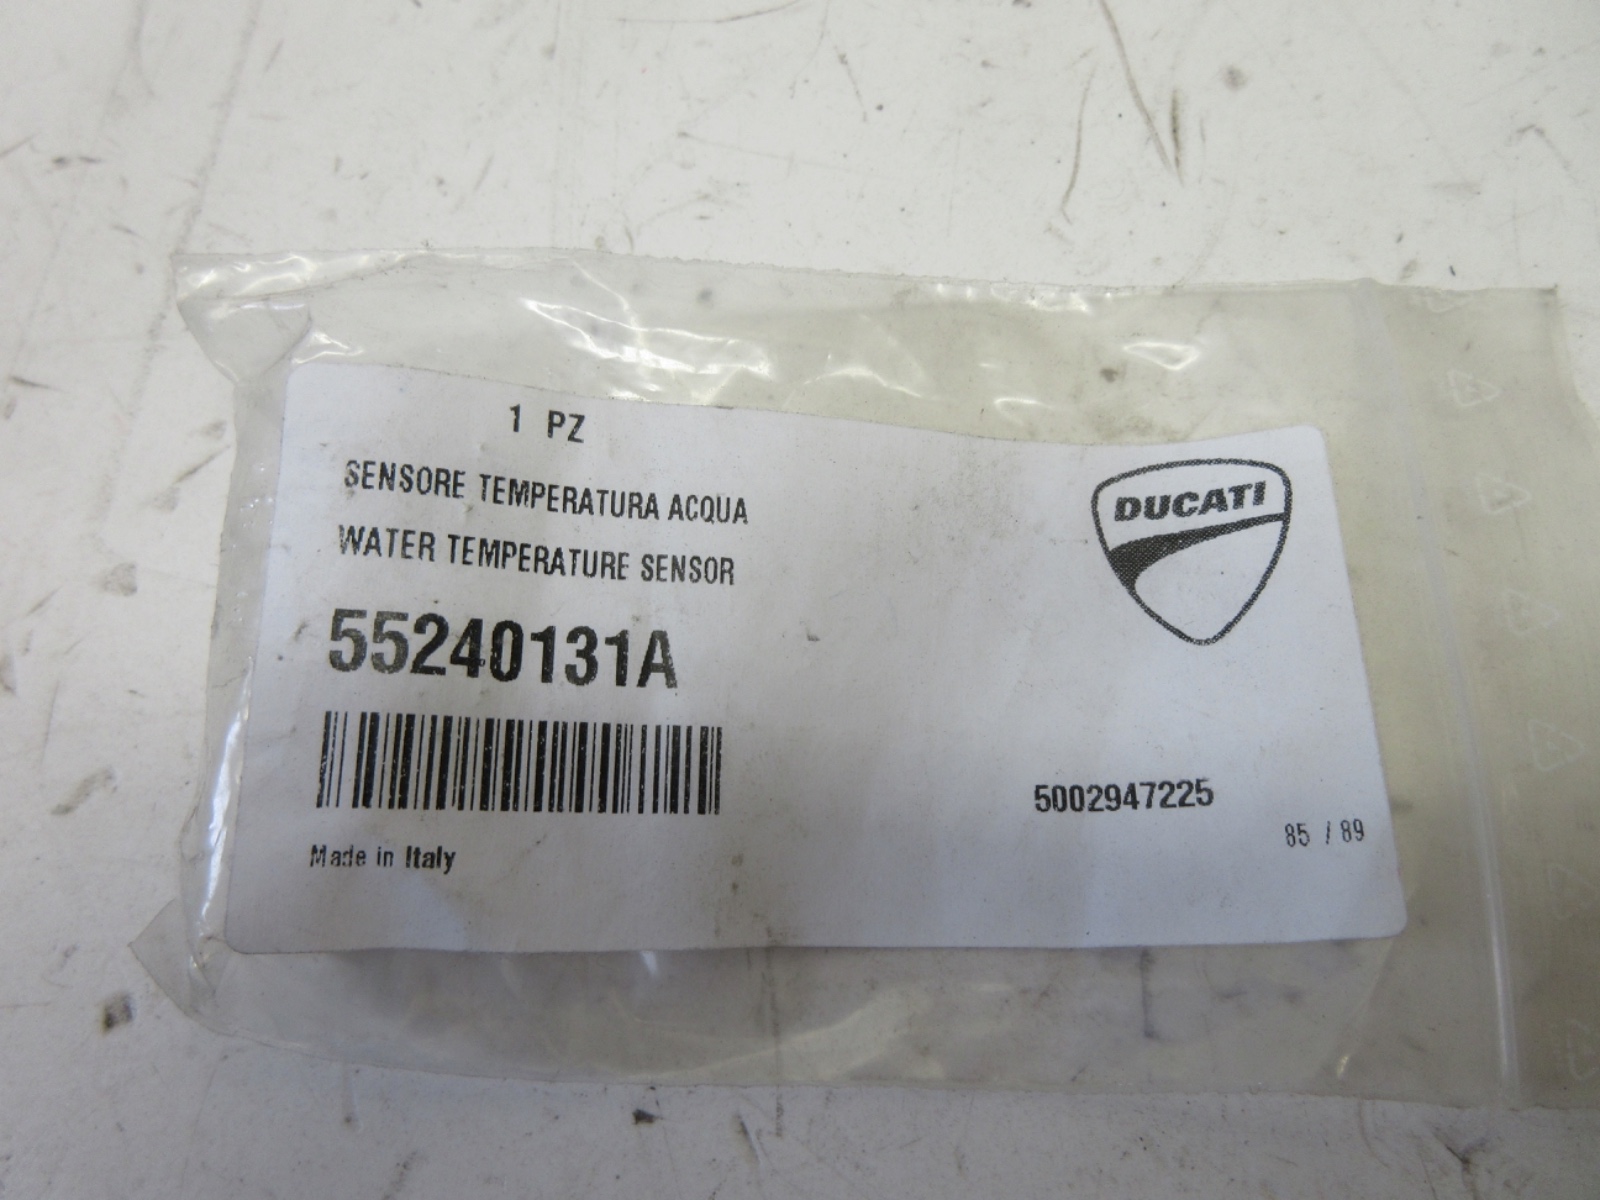 1 PZ
SENSORE TEMPERATURA ACQUA
WATER TEMPERATURE SENSOR
55240131A
DUCATI
5002947225
85 / 89
Made in Italy